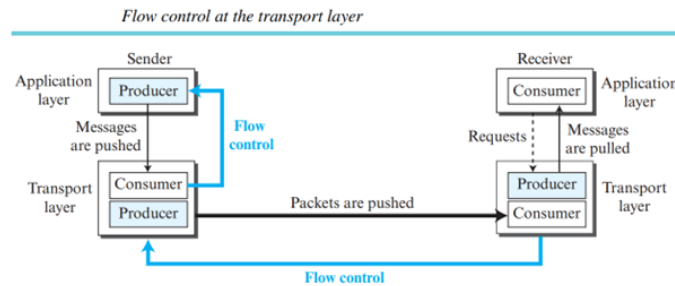 Flow control at the transport layer
Sender
Receiver
Application
layer
Producer
Consumer
Application
layer
Messages
are pushed
Flow
control
Requests
Messages
are pulled
Transport
layer
Consumer
Producer
Packets are pushed
Producer
Consumer
Transport
layer
Flow control